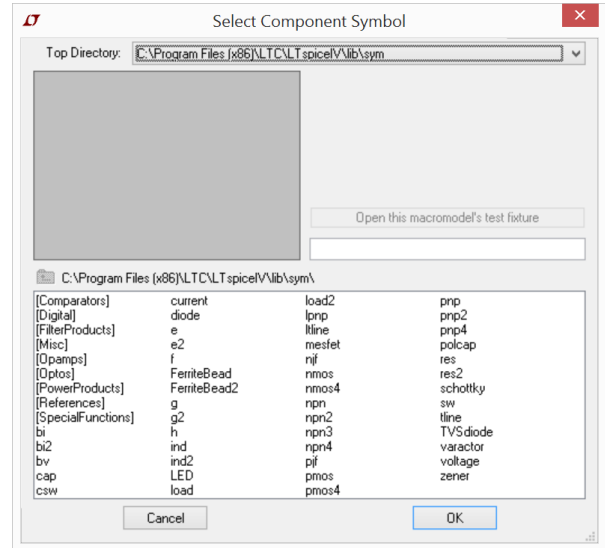 Select Component Symbol
Top Directory: C:\Program Files (x86)\LTC\LTspiceIV\lib\sym
Open this macromodel's test fixture
C:\Program Files (x86)\LTC\LTspiceIV\lib\sym\
[Comparators] current load2 pnp
[Digital] diode lpnp pnp2
[FilterProducts] e ltline pnp4
[Misc] e2 mesfet polcap
[Opamps] f njf res
[Optos] FerriteBead nmos res2
[PowerProducts] FerriteBead2 nmos4 schottky
[References] g npn sw
[SpecialFunctions] g2 npn2 tline
bi h npn3 TVSdiode
bi2 ind npn4 varactor
bv ind2 pjf voltage
cap LED pmos zener
csw load pmos4
Cancel OK